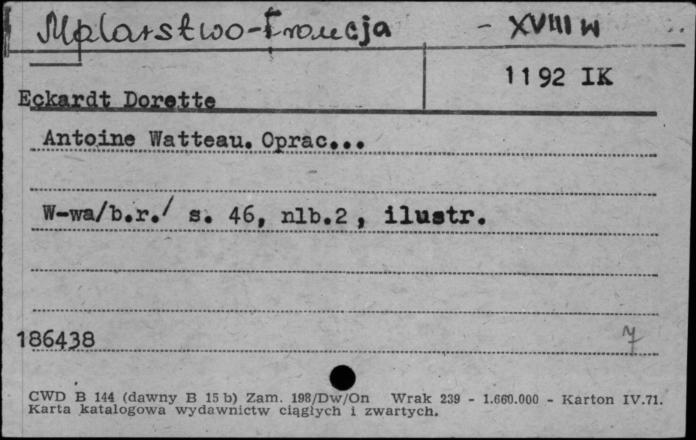 Malarstwo-Francja - XVIII w
1192 IK
Eckardt Dorette
Antoine Watteau. Oprac...
W-wa/b.r./ s. 46, nlb.2, ilustr.
186438
7
CWD B 144 (dawny B 15 b) Zam. 198/Dw/On Wrak 239 - 1.660.000 - Karton IV.71.
Karta katalogowa wydawnictw ciągłych i zwartych.